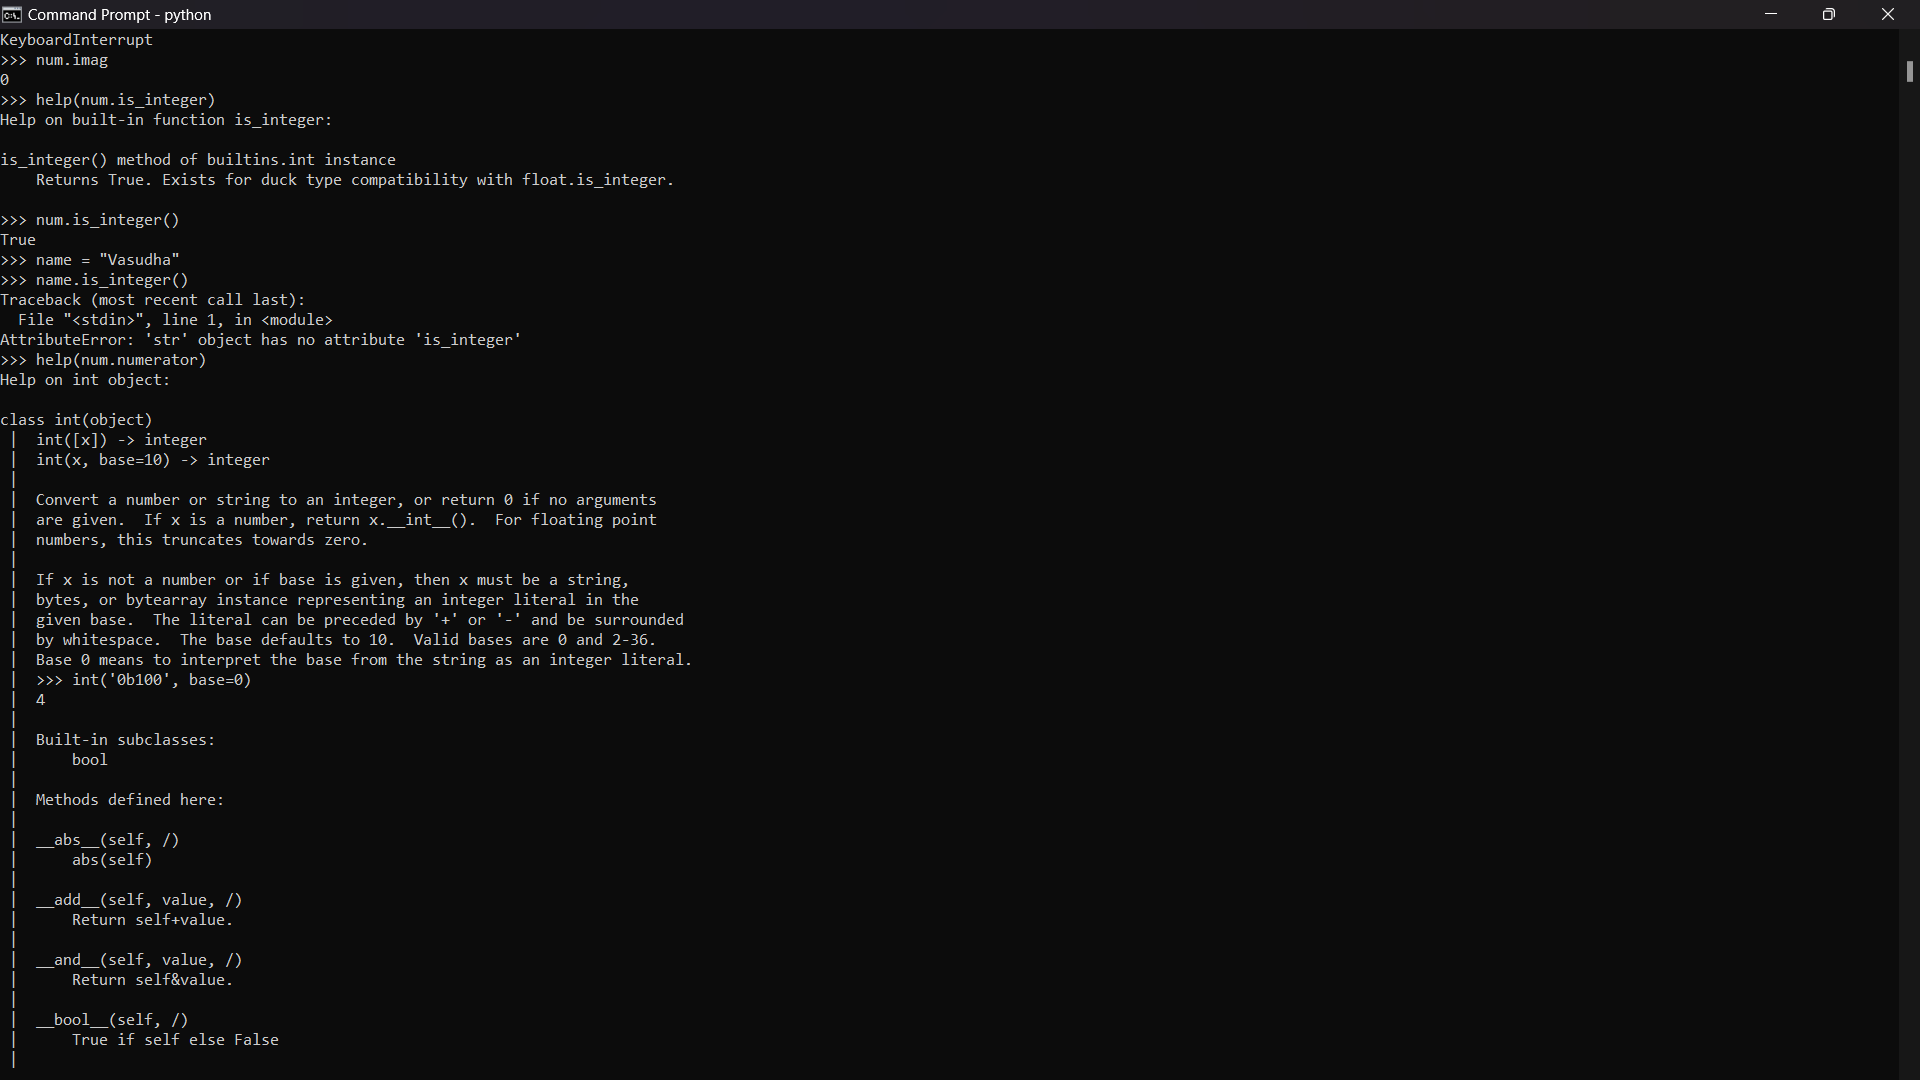 Command Prompt - python
KeyboardInterrupt
>>> num.imag
0
>>> help(num.is_integer)
Help on built-in function is_integer:

is_integer() method of builtins.int instance
    Returns True. Exists for duck type compatibility with float.is_integer.

>>> num.is_integer()
True
>>> name = "Vasudha"
>>> name.is_integer()
Traceback (most recent call last):
  File "<stdin>", line 1, in <module>
AttributeError: 'str' object has no attribute 'is_integer'
>>> help(num.numerator)
Help on int object:

class int(object)
 |  int([x]) -> integer
 |  int(x, base=10) -> integer
 |
 |  Convert a number or string to an integer, or return 0 if no arguments
 |  are given.  If x is a number, return x.__int__().  For floating point
 |  numbers, this truncates towards zero.
 |
 |  If x is not a number or if base is given, then x must be a string,
 |  bytes, or bytearray instance representing an integer literal in the
 |  given base.  The literal can be preceded by '+' or '-' and be surrounded
 |  by whitespace.  The base defaults to 10.  Valid bases are 0 and 2-36.
 |  Base 0 means to interpret the base from the string as an integer literal.
 |  >>> int('0b100', base=0)
 |  4
 |
 |  Built-in subclasses:
 |      bool
 |
 |  Methods defined here:
 |
 |  __abs__(self, /)
 |      abs(self)
 |
 |  __add__(self, value, /)
 |      Return self+value.
 |
 |  __and__(self, value, /)
 |      Return self&value.
 |
 |  __bool__(self, /)
 |      True if self else False
 |